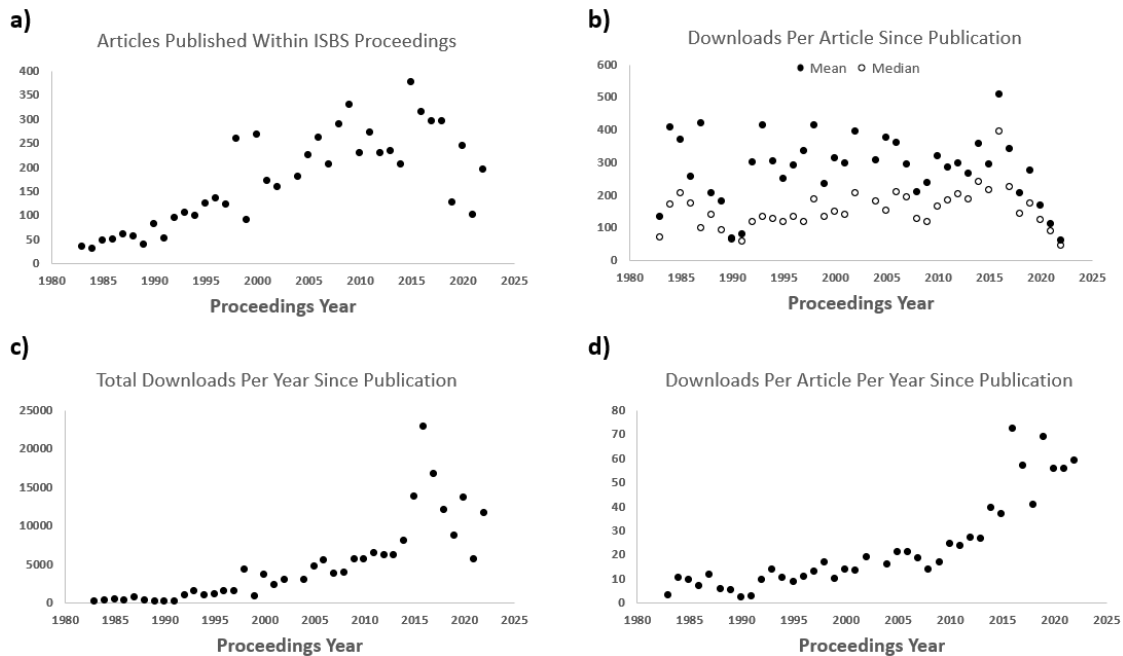 a)
Articles Published Within ISBS Proceedings
400
350
300
250
200
150
100
50
0
1980 1985 1990 1995 2000 2005 2010 2015 2020 2025
Proceedings Year
b)
Downloads Per Article Since Publication
Mean Median
600
500
400
300
200
100
0
1980 1985 1990 1995 2000 2005 2010 2015 2020 2025
Proceedings Year
c)
Total Downloads Per Year Since Publication
25000
20000
15000
10000
5000
0
1980 1985 1990 1995 2000 2005 2010 2015 2020 2025
Proceedings Year
d)
Downloads Per Article Per Year Since Publication
80
70
60
50
40
30
20
10
0
1980 1985 1990 1995 2000 2005 2010 2015 2020 2025
Proceedings Year